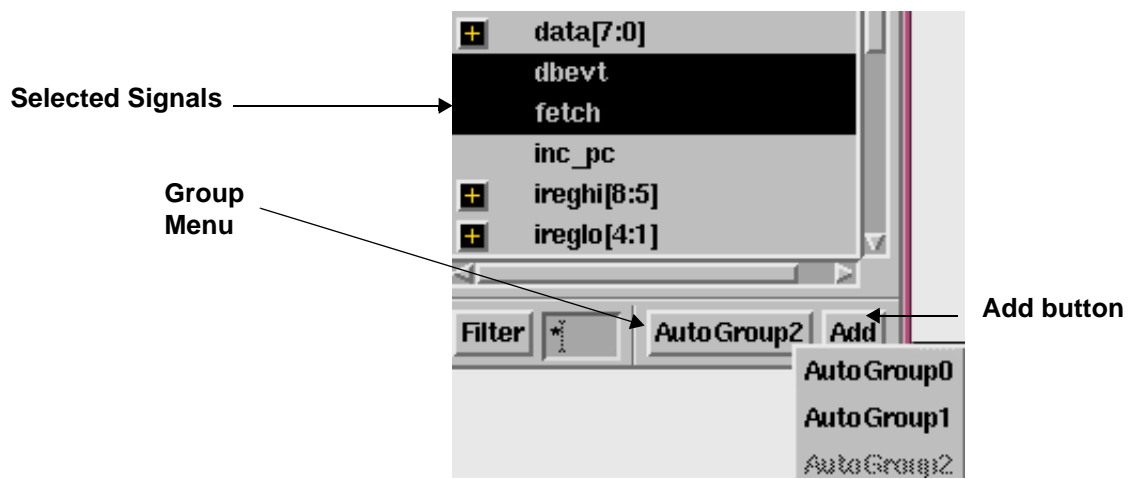 data[7:0]
dbevt
Selected Signals
fetch
inc_pc
Group
Menu
ireghi[8:5]
ireglo[4:1]
Add button
Filter * AutoGroup2 Add
AutoGroup0
AutoGroup1
AutoGroup2